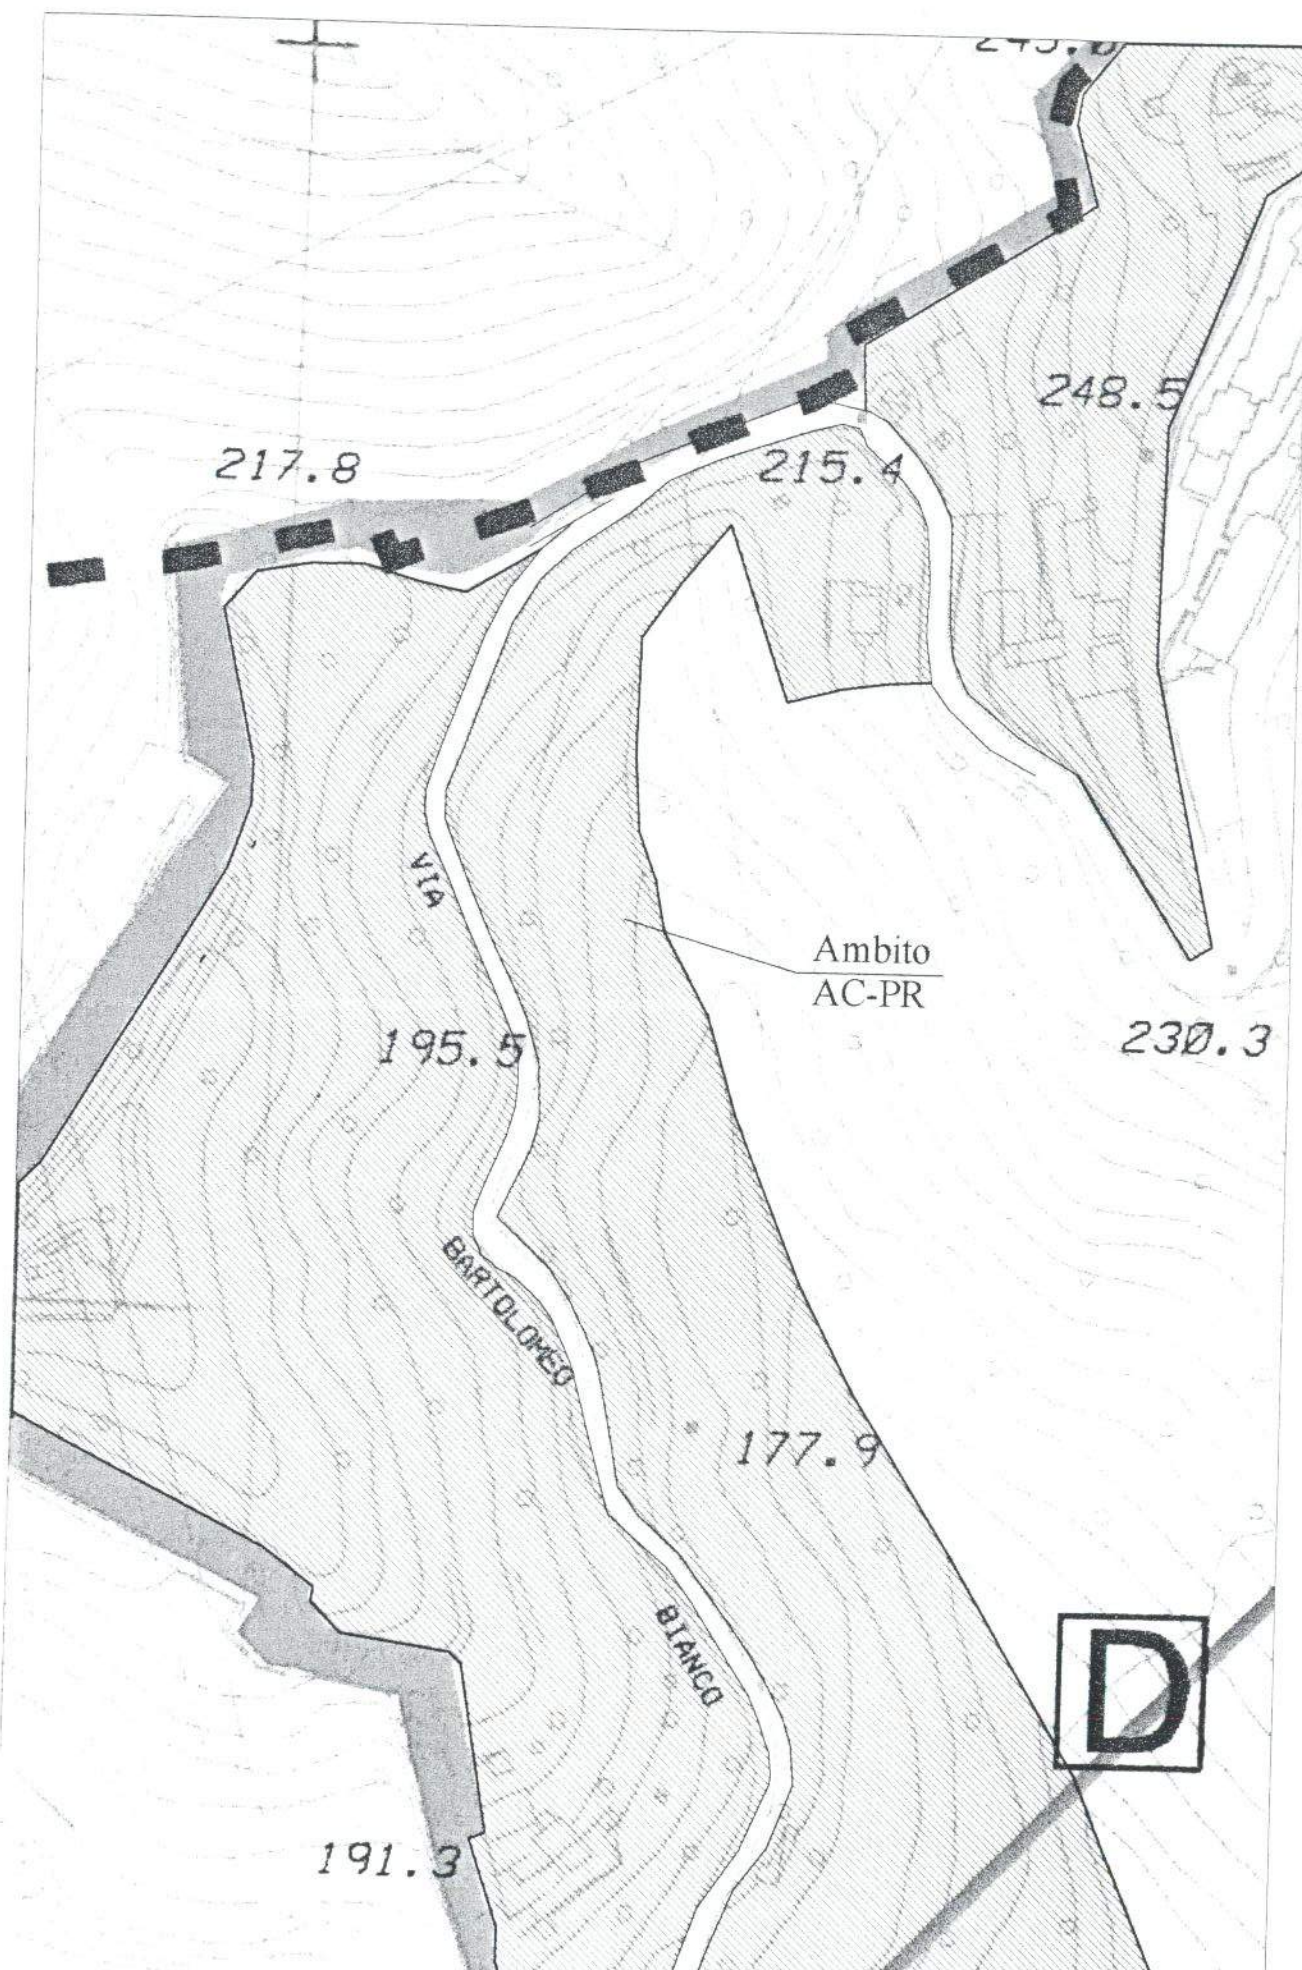 248.5
217.8
215.4
VIA
Ambito
AC-PR
195.5
230.3
BARTOLOMEO
177.9
BIANCO
D
191.3